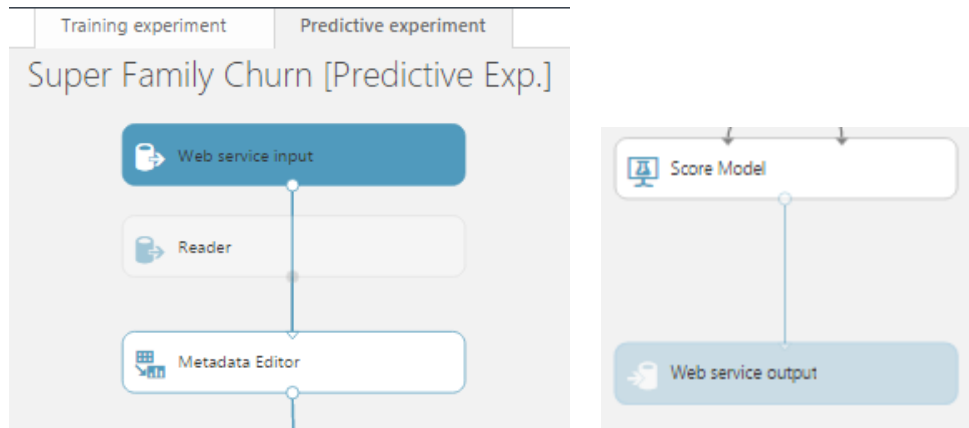 Training experiment
Predictive experiment
Super Family Churn [Predictive Exp.]
Web service input
Reader
Metadata Editor
Score Model
Web service output